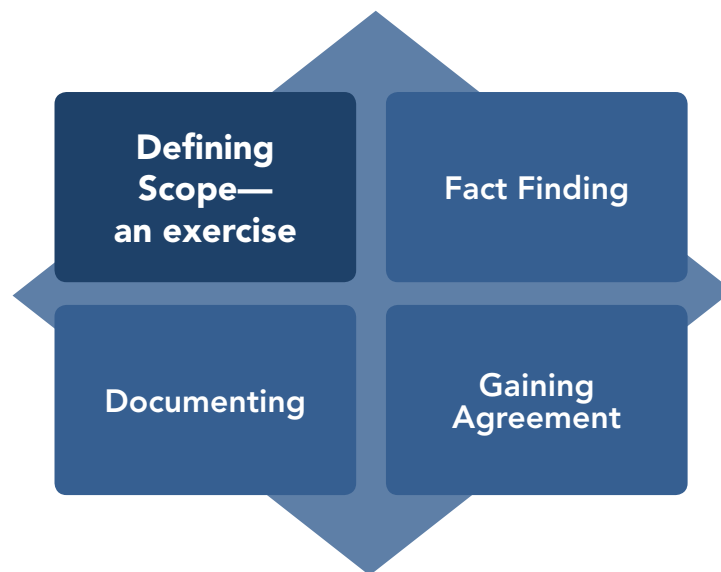 Defining
Scope—
an exercise
Fact Finding
Documenting
Gaining
Agreement